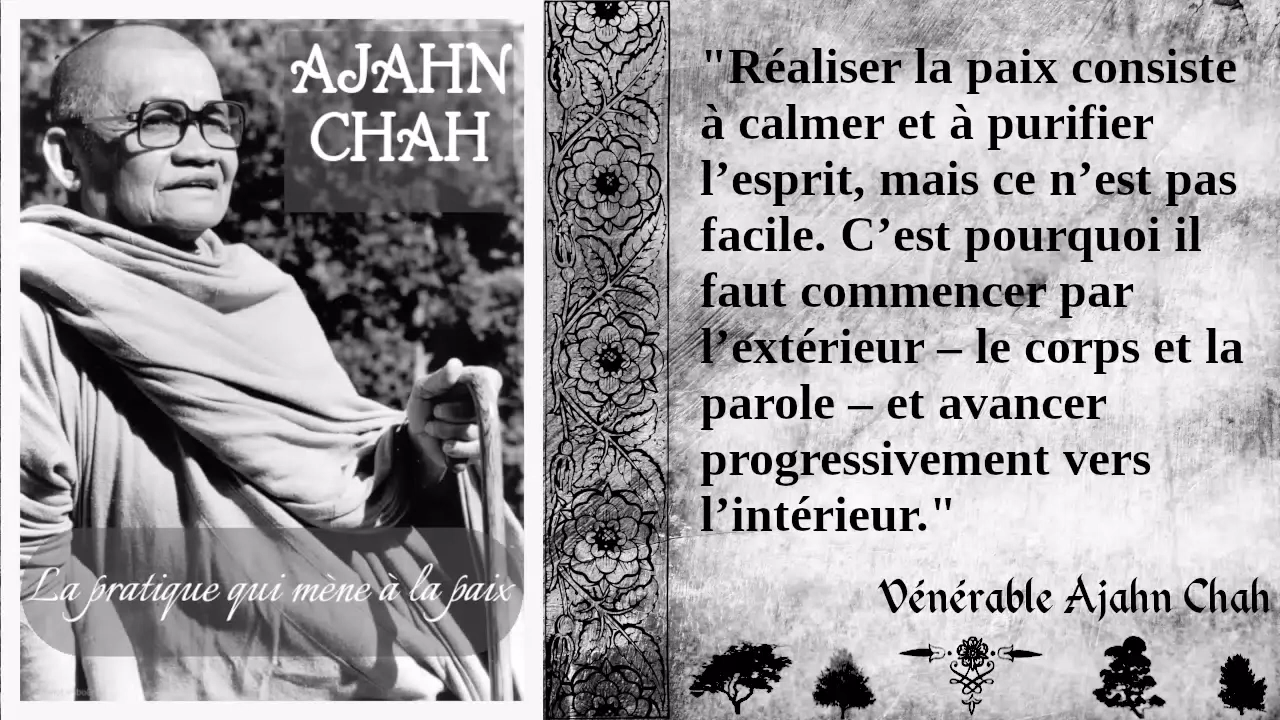 AJAHN
CHAH
La pratique qui mène à la paix
"Réaliser la paix consiste
à calmer et à purifier
l’esprit, mais ce n’est pas
facile. C’est pourquoi il
faut commencer par
l’extérieur – le corps et la
parole – et avancer
progressivement vers
l’intérieur."
Vénérable Ajahn Chah